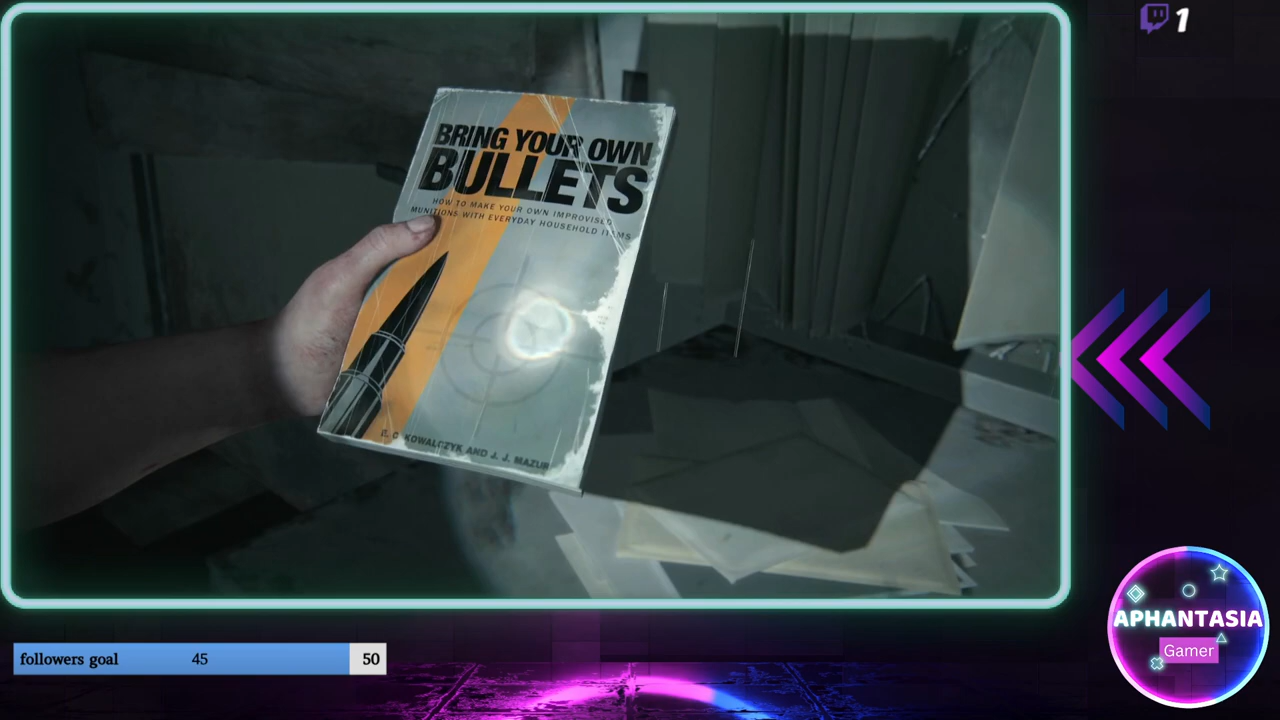 1
BRING YOUR OWN
BULLETS
HOW TO MAKE YOUR OWN IMPROVISED
MUNITIONS WITH EVERYDAY HOUSEHOLD ITEMS
KOWALCZYK AND J. J. MAZUR
APHANTASIA
Gamer
followers goal 45 50